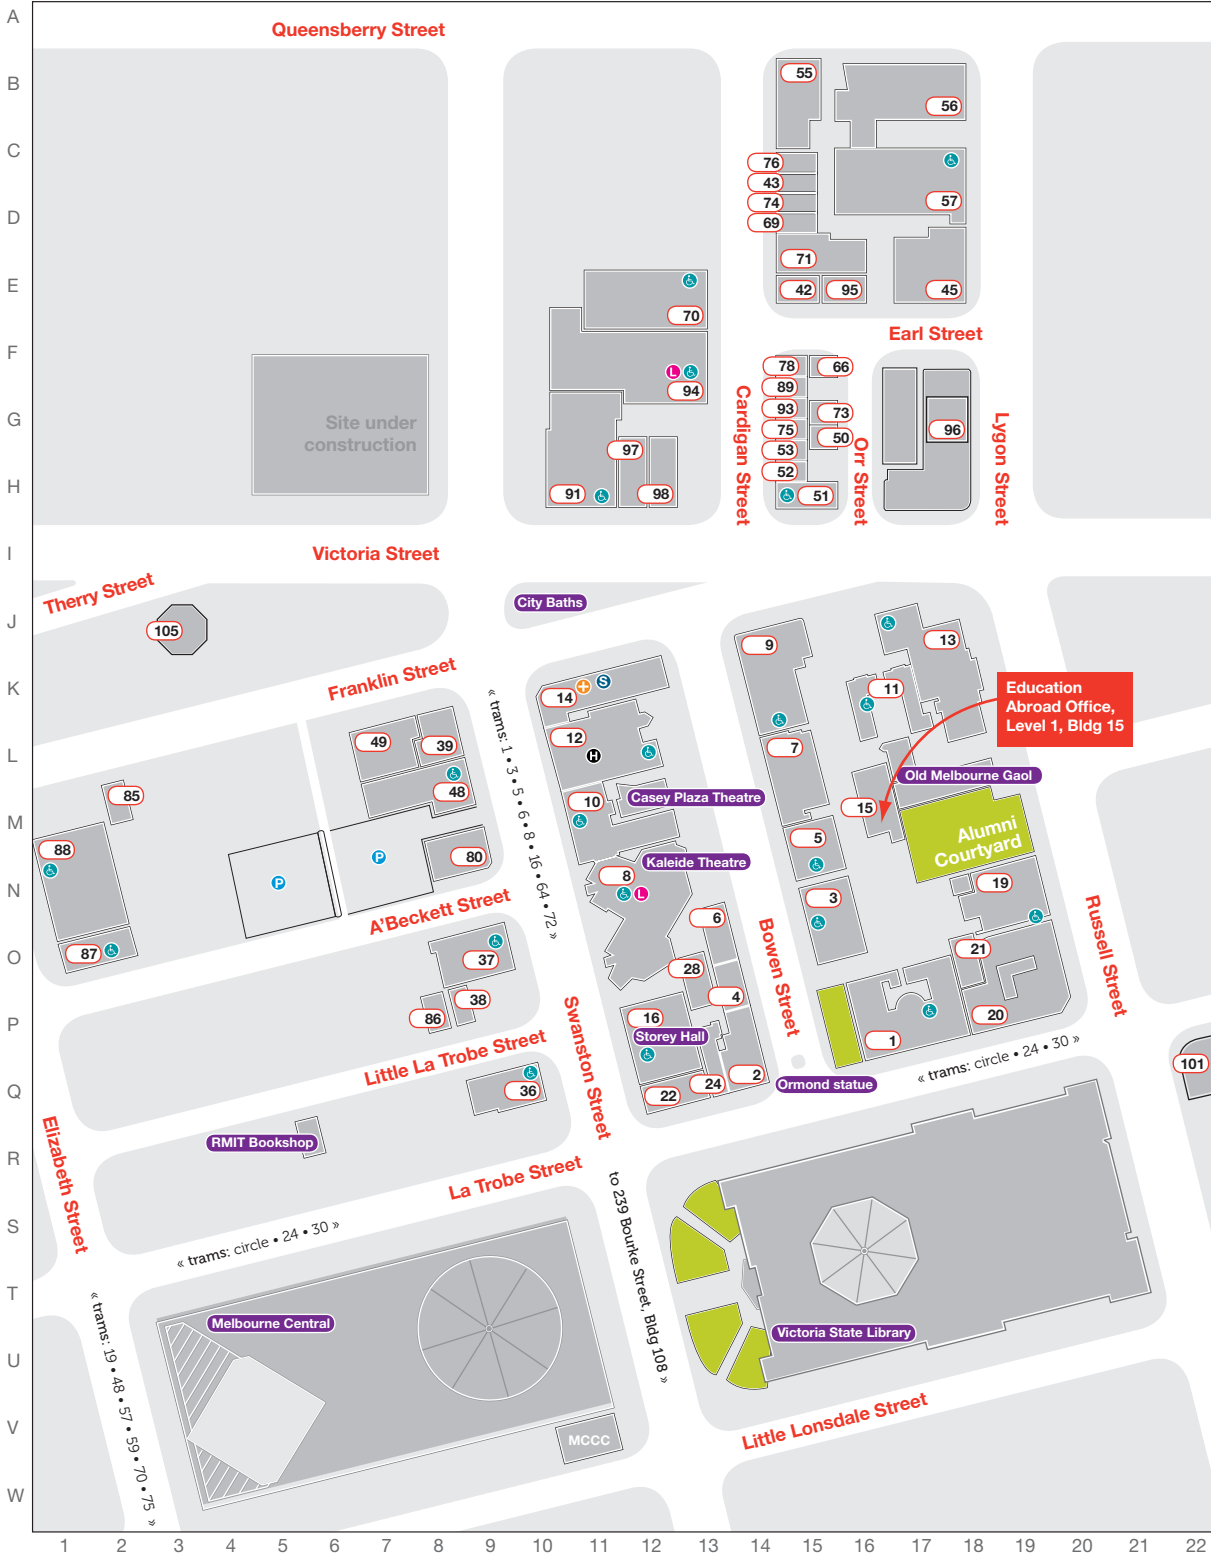 A
Queensberry Street
B
55
56
C
76
43
57
D
74
69
71
E
42
95
45
70
Earl Street
F
78
66
L
94
89
93
73
G
Site under
construction
Cardigan Street
75
50
Orr Street
96
Lygon Street
97
53
52
H
91
98
51
I
Victoria Street
Therry Street
City Baths
J
105
9
13
K
Franklin Street
14
S
11
Education
Abroad Office,
Level 1, Bldg 15
« trams: 1 • 3 • 5 • 6 • 8 • 16 • 64 • 72 »
L
49
39
12
H
7
Old Melbourne Gaol
85
48
10
Casey Plaza Theatre
15
M
88
80
5
Alumni
Courtyard
P
Kaleide Theatre
8
L
19
N
P
A'Beckett Street
3
6
Bowen Street
Russell Street
O
87
37
28
21
38
4
P
86
16
Storey Hall
1
20
Swanston Street
Little La Trobe Street
« trams: circle • 24 • 30 »
101
Q
36
22
24
2
Ormond statue
RMIT Bookshop
Elizabeth Street
R
La Trobe Street
to 239 Bourke Street, Bldg 108 »
S
« trams: circle • 24 • 30 »
T
« trams: 19 • 48 • 57 • 59 • 70 • 75 »
Melbourne Central
Victoria State Library
U
V
MCCC
Little Lonsdale Street
W
1 2 3 4 5 6 7 8 9 10 11 12 13 14 15 16 17 18 19 20 21 22